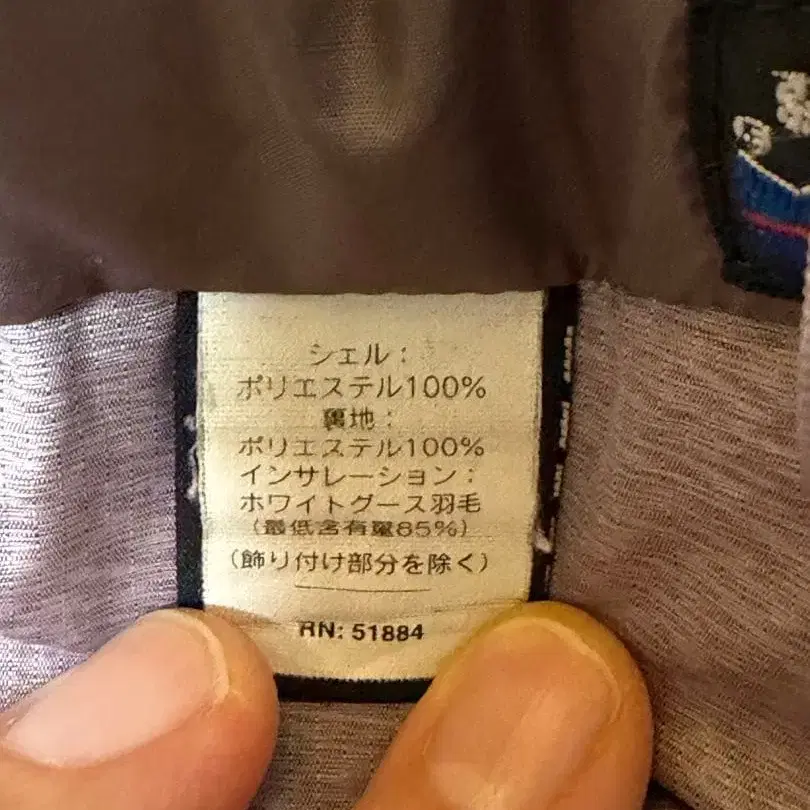 シェル：
ポリエステル100%
裏地：
ポリエステル100%
インサレーション：
ホワイトグース羽毛
(最低含有量85%)
(飾り付け部分を除く)
RN: 51884